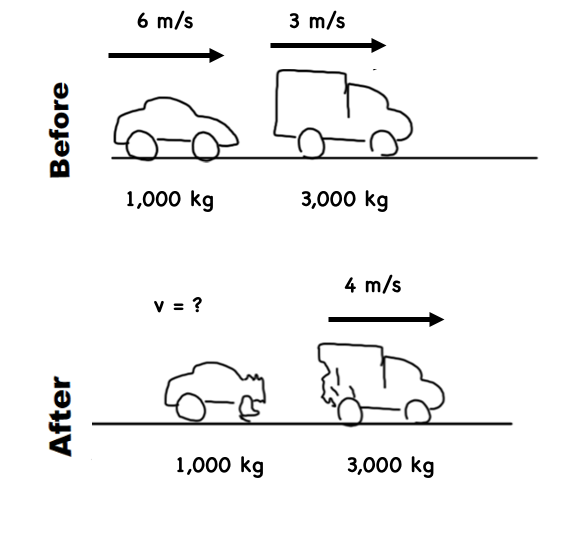 6 m/s
3 m/s
Before
1,000 kg
3,000 kg
4 m/s
v = ?
After
1,000 kg
3,000 kg